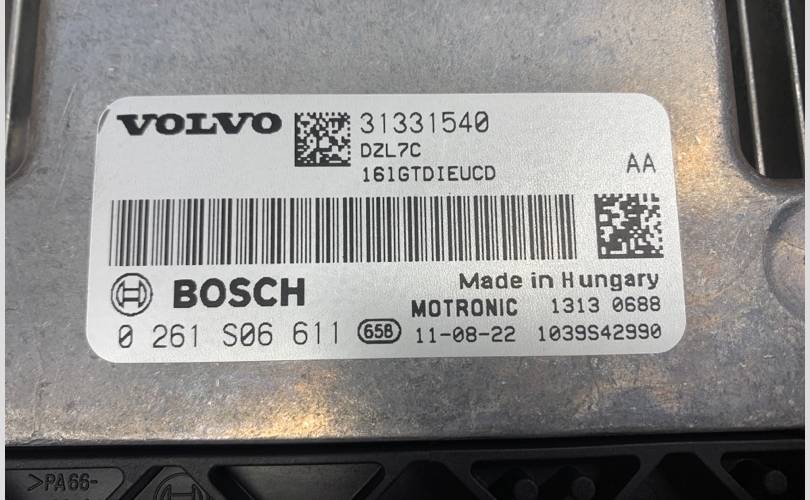 VOLVO 31331540
DZL7C
161GTDIEUCD AA
BOSCH Made in Hungary
MOTRONIC 1313 0688
0 261 S06 611 65B 11-08-22 1039S42990
>PA66-